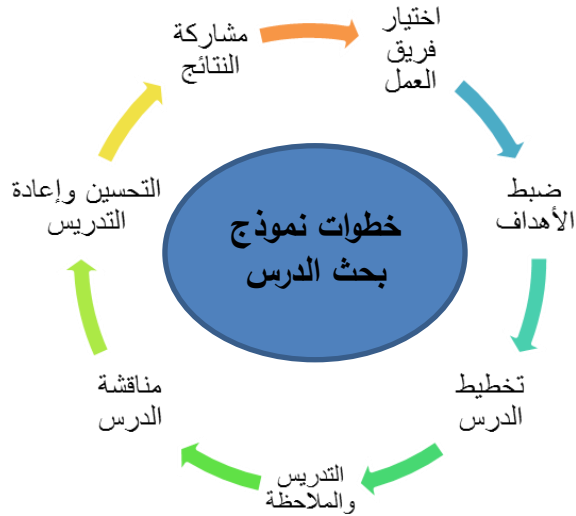 خطوات نموذج
بحث الدرس
اختيار
فريق
العمل
ضبط
الأهداف
تخطيط
الدرس
التدريس
والملاحظة
مناقشة
الدرس
التحسين وإعادة
التدريس
مشاركة
النتائج